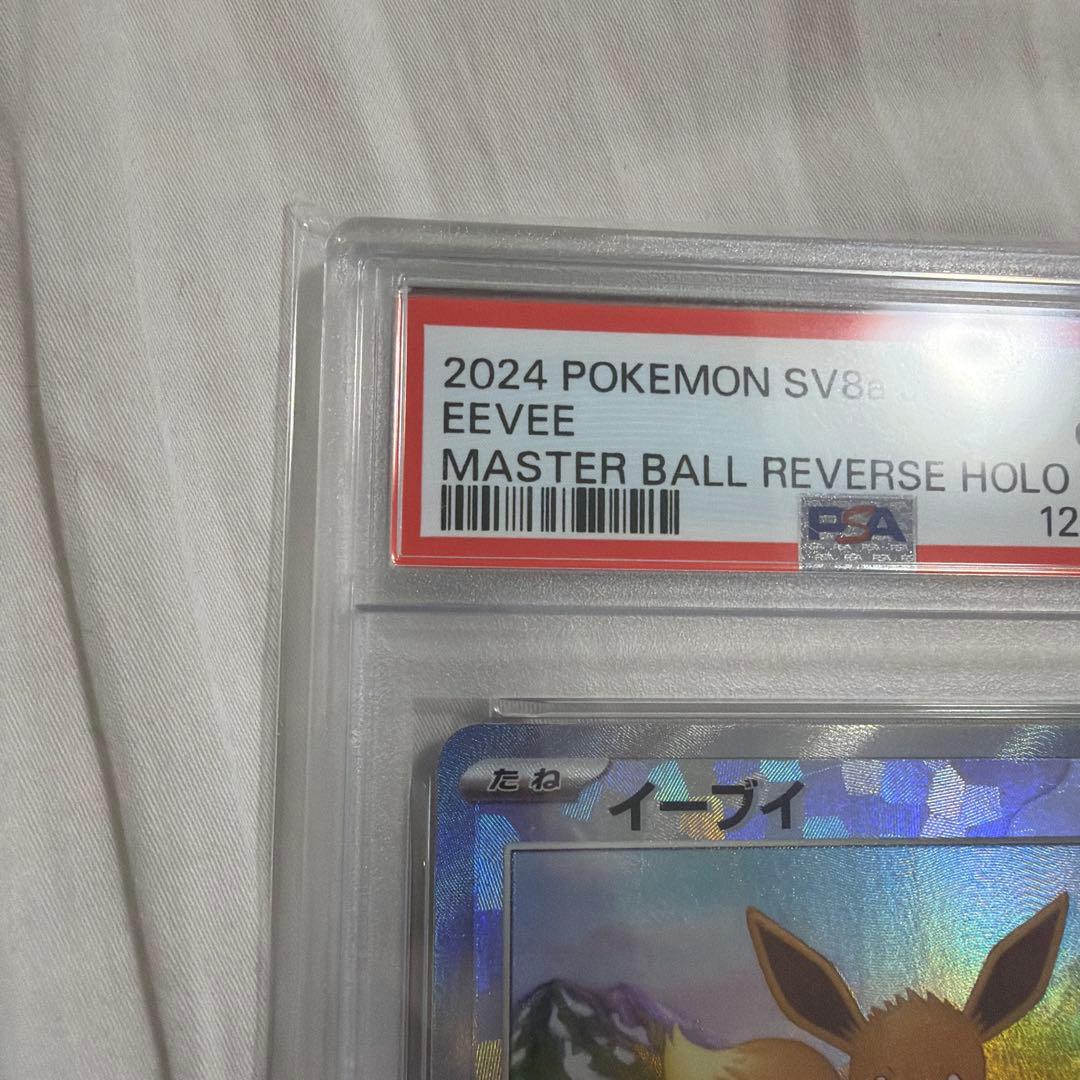 2024 POKEMON SV8a
EEVEE
MASTER BALL REVERSE HOLO
PSA
12
たね
イーブイ